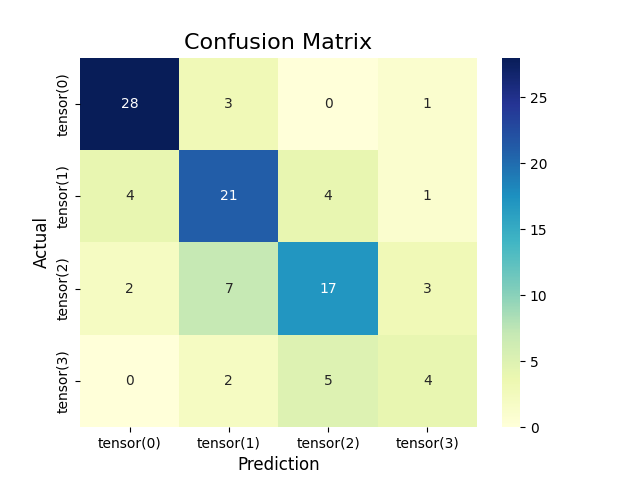 Confusion Matrix
Actual
tensor(0)
28 3 0 1
tensor(1)
4 21 4 1
tensor(2)
2 7 17 3
tensor(3)
0 2 5 4
tensor(0) tensor(1) tensor(2) tensor(3)
Prediction
25
20
15
10
5
0